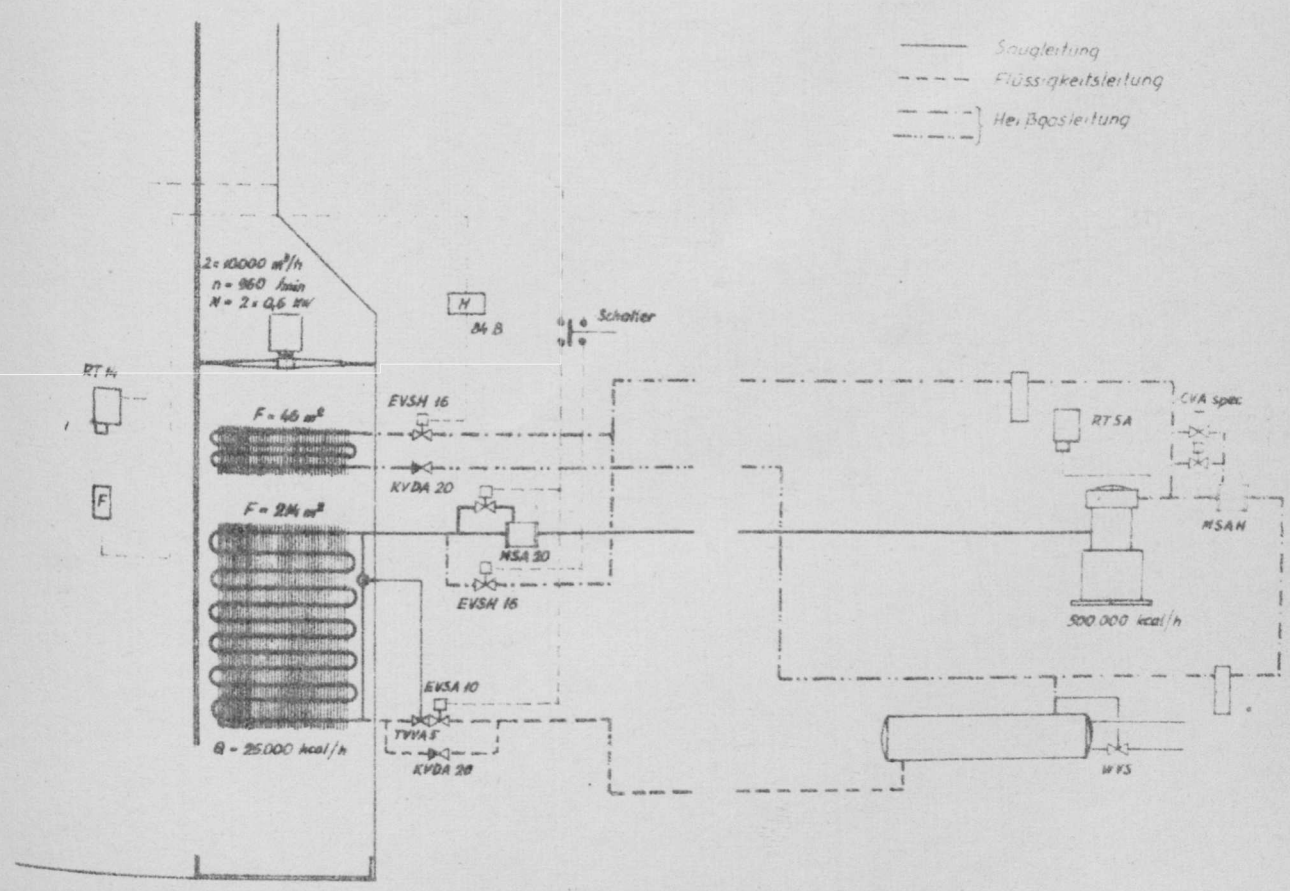 Saugleitung
Flüssigkeitsleitung
Heißgasleitung
2 = 10.000 m³/h
n = 960 1/min
N = 2 x 0,6 kW
M
84 B
Schalter
RT 14
F = 46 m²
EVSH 16
KVDA 20
CVA spec
RT 5A
F
F = 214 m²
MSA 20
EVSH 16
MSAH
500.000 kcal/h
EVSA 10
TVVA 5
KVDA 20
Q = 25.000 kcal/h
WVS